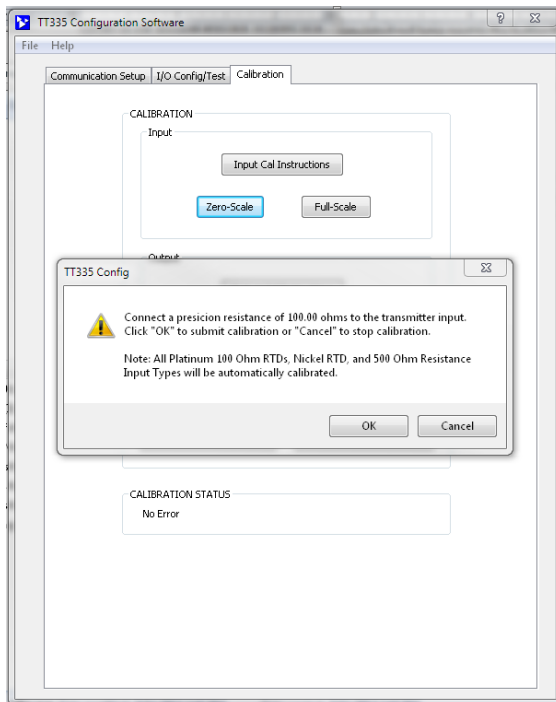 TT335 Configuration Software
File Help
Communication Setup I/O Config/Test Calibration
CALIBRATION
Input
Input Cal Instructions
Zero-Scale Full-Scale
Output
TT335 Config
Connect a presicion resistance of 100.00 ohms to the transmitter input.
Click "OK" to submit calibration or "Cancel" to stop calibration.
Note: All Platinum 100 Ohm RTDs, Nickel RTD, and 500 Ohm Resistance
Input Types will be automatically calibrated.
OK Cancel
CALIBRATION STATUS
No Error